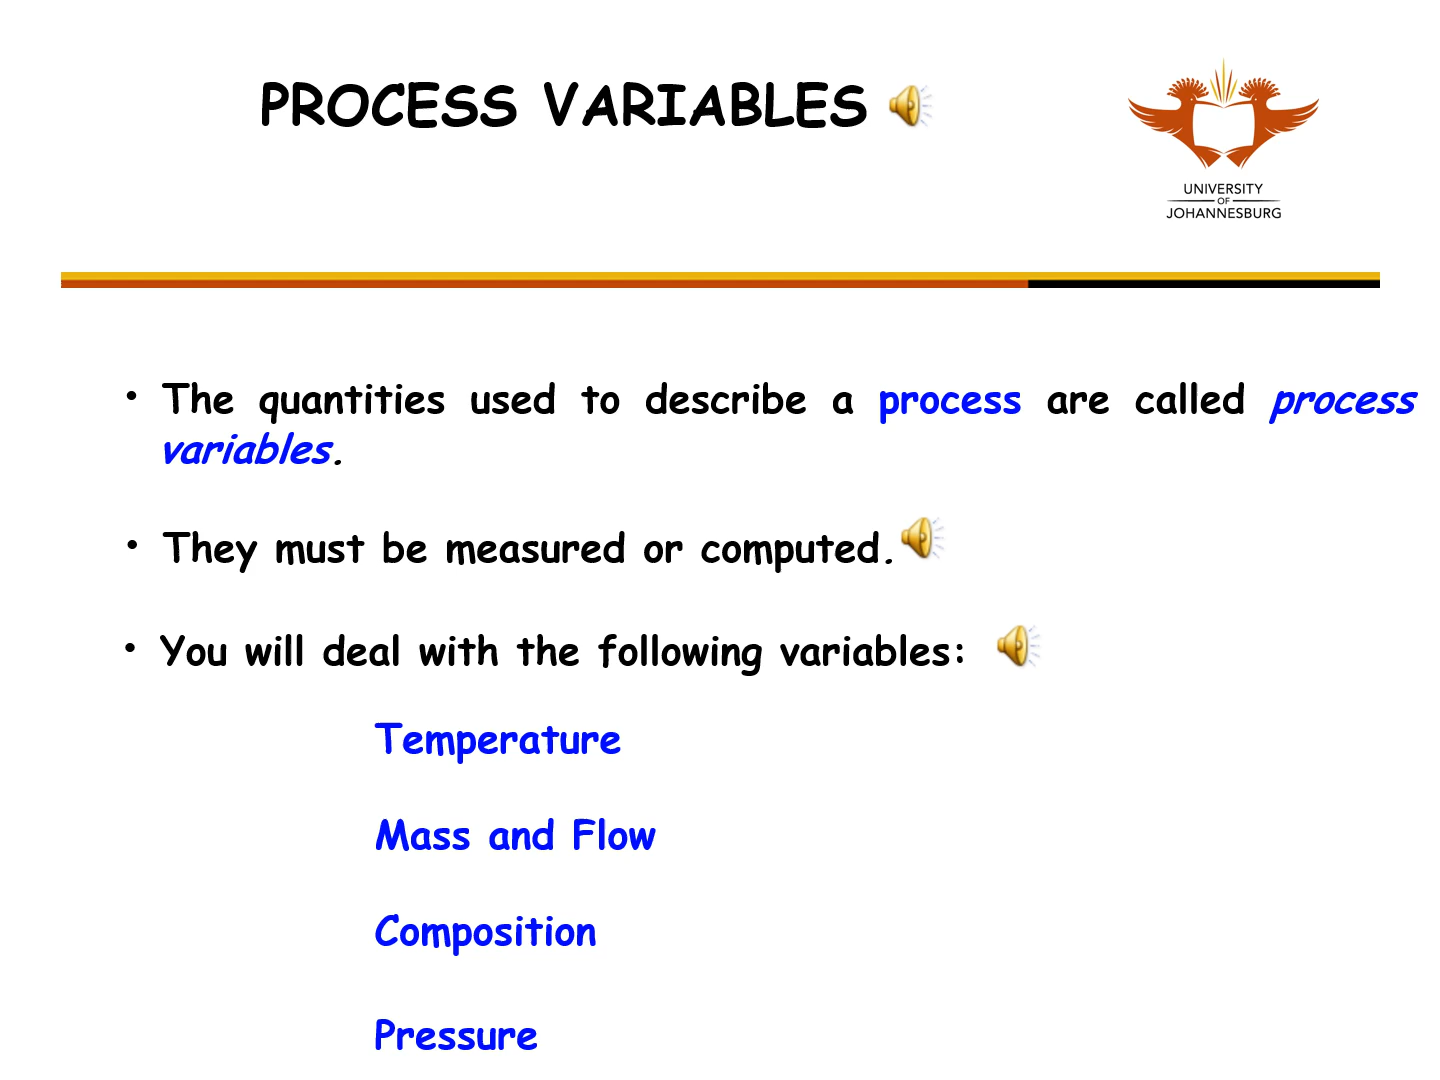 PROCESS VARIABLES
UNIVERSITY
OF
JOHANNESBURG
• The quantities used to describe a process are called process
variables.
• They must be measured or computed.
• You will deal with the following variables:
Temperature
Mass and Flow
Composition
Pressure